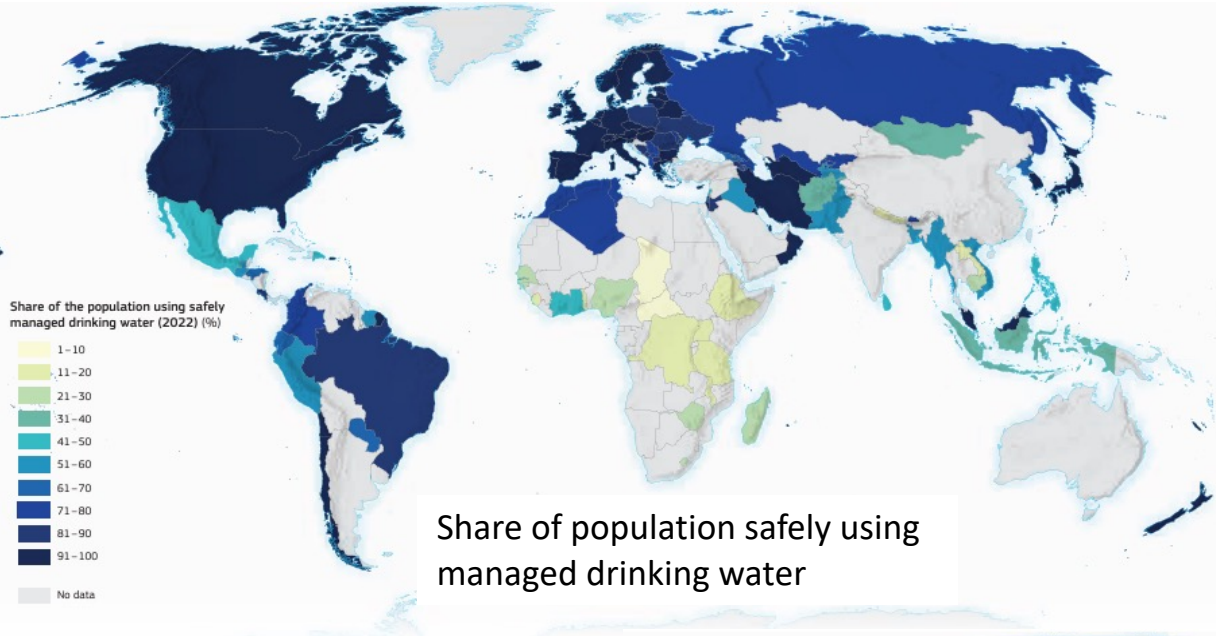 Share of the population using safely
managed drinking water (2022) (%)
1–10
11–20
21–30
31–40
41–50
51–60
61–70
71–80
81–90
91–100
No data
Share of population safely using
managed drinking water